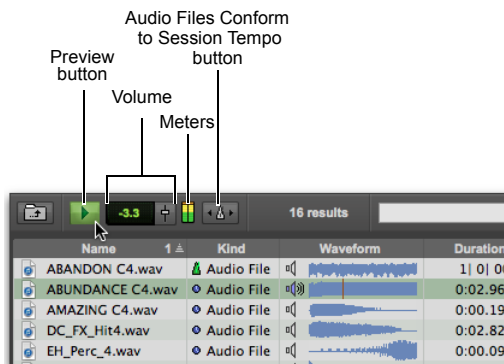 Audio Files Conform
to Session Tempo
button
Preview
button
Volume
Meters
-3.3
16 results
Name 1 Kind Waveform Duration
ABANDON C4.wav Audio File 1| 0| 00
ABUNDANCE C4.wav Audio File 0:02.96
AMAZING C4.wav Audio File 0:00.19
DC_FX_Hit4.wav Audio File 0:02.82
EH_Perc_4.wav Audio File 0:00.09